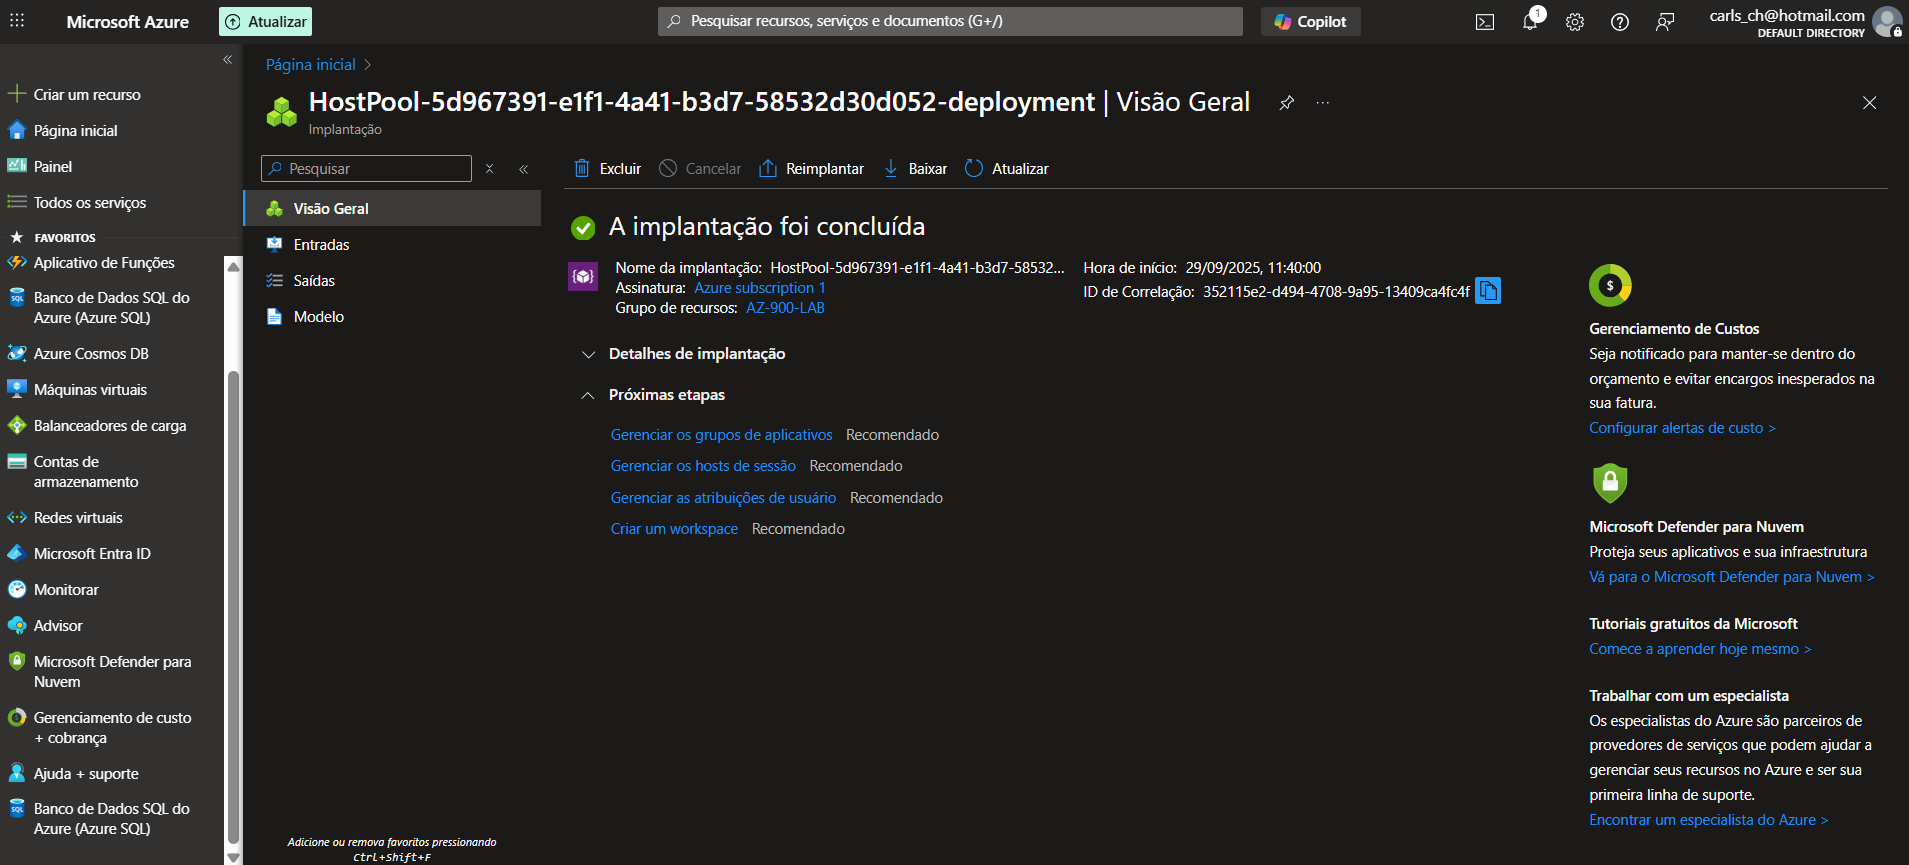 Microsoft Azure
Atualizar
Pesquisar recursos, serviços e documentos (G+/)
Copilot
1
carls_ch@hotmail.com
DEFAULT DIRECTORY
Criar um recurso
Página inicial
Painel
Todos os serviços
FAVORITOS
Aplicativo de Funções
Banco de Dados SQL do
Azure (Azure SQL)
Azure Cosmos DB
Máquinas virtuais
Balanceadores de carga
Contas de
armazenamento
Redes virtuais
Microsoft Entra ID
Monitorar
Advisor
Microsoft Defender para
Nuvem
Gerenciamento de custo
+ cobrança
Ajuda + suporte
Banco de Dados SQL do
Azure (Azure SQL)
Página inicial
HostPool-5d967391-e1f1-4a41-b3d7-58532d30d052-deployment | Visão Geral
Implantação
Pesquisar
Visão Geral
Entradas
Saídas
Modelo
Adicione ou remova favoritos pressionando
Ctrl+Shift+F
Excluir
Cancelar
Reimplantar
Baixar
Atualizar
A implantação foi concluída
Nome da implantação: HostPool-5d967391-e1f1-4a41-b3d7-58532...
Assinatura: Azure subscription 1
Grupo de recursos: AZ-900-LAB
Hora de início: 29/09/2025, 11:40:00
ID de Correlação: 352115e2-d494-4708-9a95-13409ca4fc4f
Detalhes de implantação
Próximas etapas
Gerenciar os grupos de aplicativos Recomendado
Gerenciar os hosts de sessão Recomendado
Gerenciar as atribuições de usuário Recomendado
Criar um workspace Recomendado
Gerenciamento de Custos
Seja notificado para manter-se dentro do
orçamento e evitar encargos inesperados na
sua fatura.
Configurar alertas de custo >
Microsoft Defender para Nuvem
Proteja seus aplicativos e sua infraestrutura
Vá para o Microsoft Defender para Nuvem >
Tutoriais gratuitos da Microsoft
Comece a aprender hoje mesmo >
Trabalhar com um especialista
Os especialistas do Azure são parceiros de
provedores de serviços que podem ajudar a
gerenciar seus recursos no Azure e ser sua
primeira linha de suporte.
Encontrar um especialista do Azure >